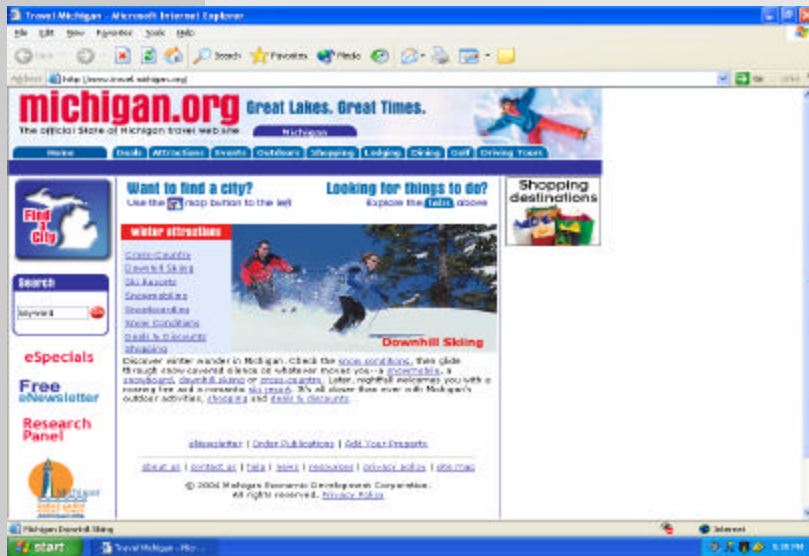 Travel Michigan - Microsoft Internet Explorer
File Edit View Favorites Tools Help
Search Favorites Media
Address http://www.travel.michigan.org/
michigan.org Great Lakes. Great Times.
The official State of Michigan travel web site
Michigan
Home Deals Attractions Events Outdoors Shopping Lodging Dining Golf Driving Tours
Find
a
City
Want to find a city?
Use the map button to the left
Looking for things to do?
Explore the tabs above
Shopping
destinations
winter attractions
Cross-Country
Downhill Skiing
Ski Reports
Snowmobiling
Snowboarding
Snow Conditions
Deals & Discounts
Shopping
Downhill Skiing
Search
keyword
eSpecials
Free
eNewsletter
Research
Panel
Michigan
Discover winter wonder in Michigan. Check the snow conditions, then glide
through snow-covered silence on whatever moves you--a snowmobile, a
snowboard, downhill skiing or cross-country. Later, nightfall welcomes you with a
roaring fire and a romantic ski resort. It's all closer than ever with Michigan's
outdoor activities, shopping and deals & discounts.
eNewsletter | Order Publications | Add Your Property
about us | contact us | help | news | resources | privacy policy | site map
© 2004 Michigan Economic Development Corporation.
All rights reserved. Privacy Policy
Michigan Downhill Skiing
Internet
start
Travel Michigan - Micr...